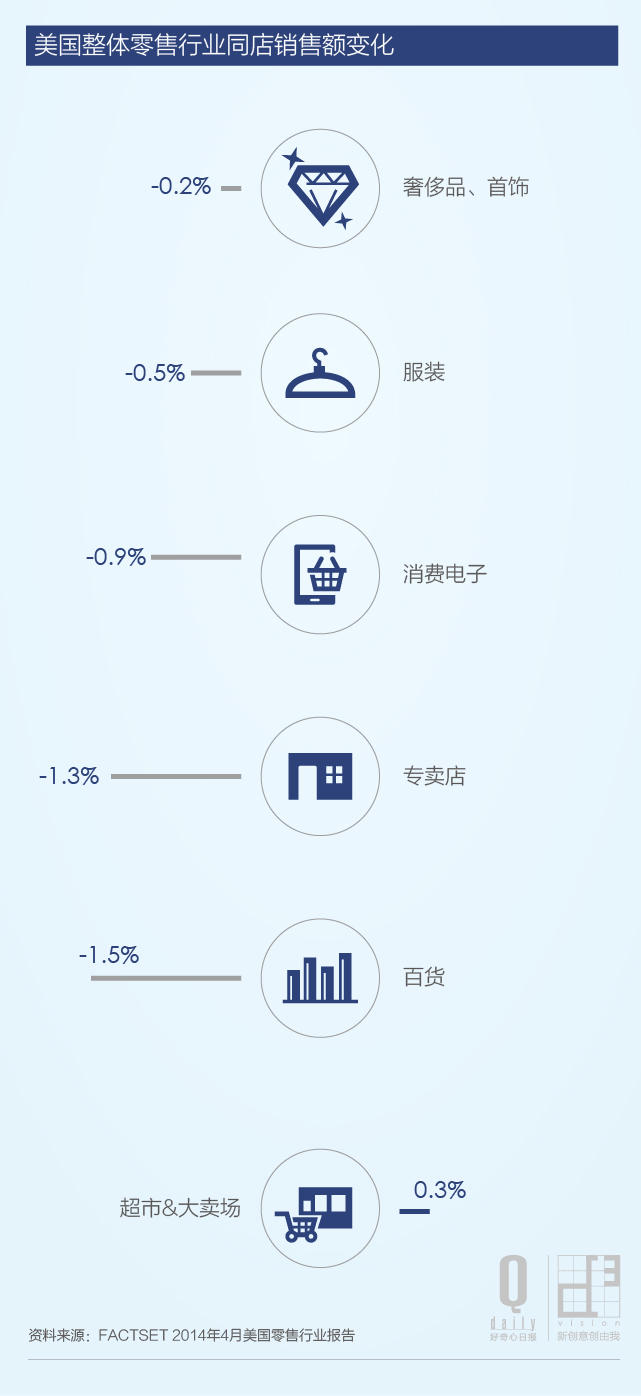 美国整体零售行业同店销售额变化
-0.2%
奢侈品、首饰
-0.5%
服装
-0.9%
消费电子
-1.3%
专卖店
-1.5%
百货
超市&大卖场
0.3%
资料来源：FACTSET 2014年4月美国零售行业报告
Q
daily
好奇心日报
vision
新创意创由我